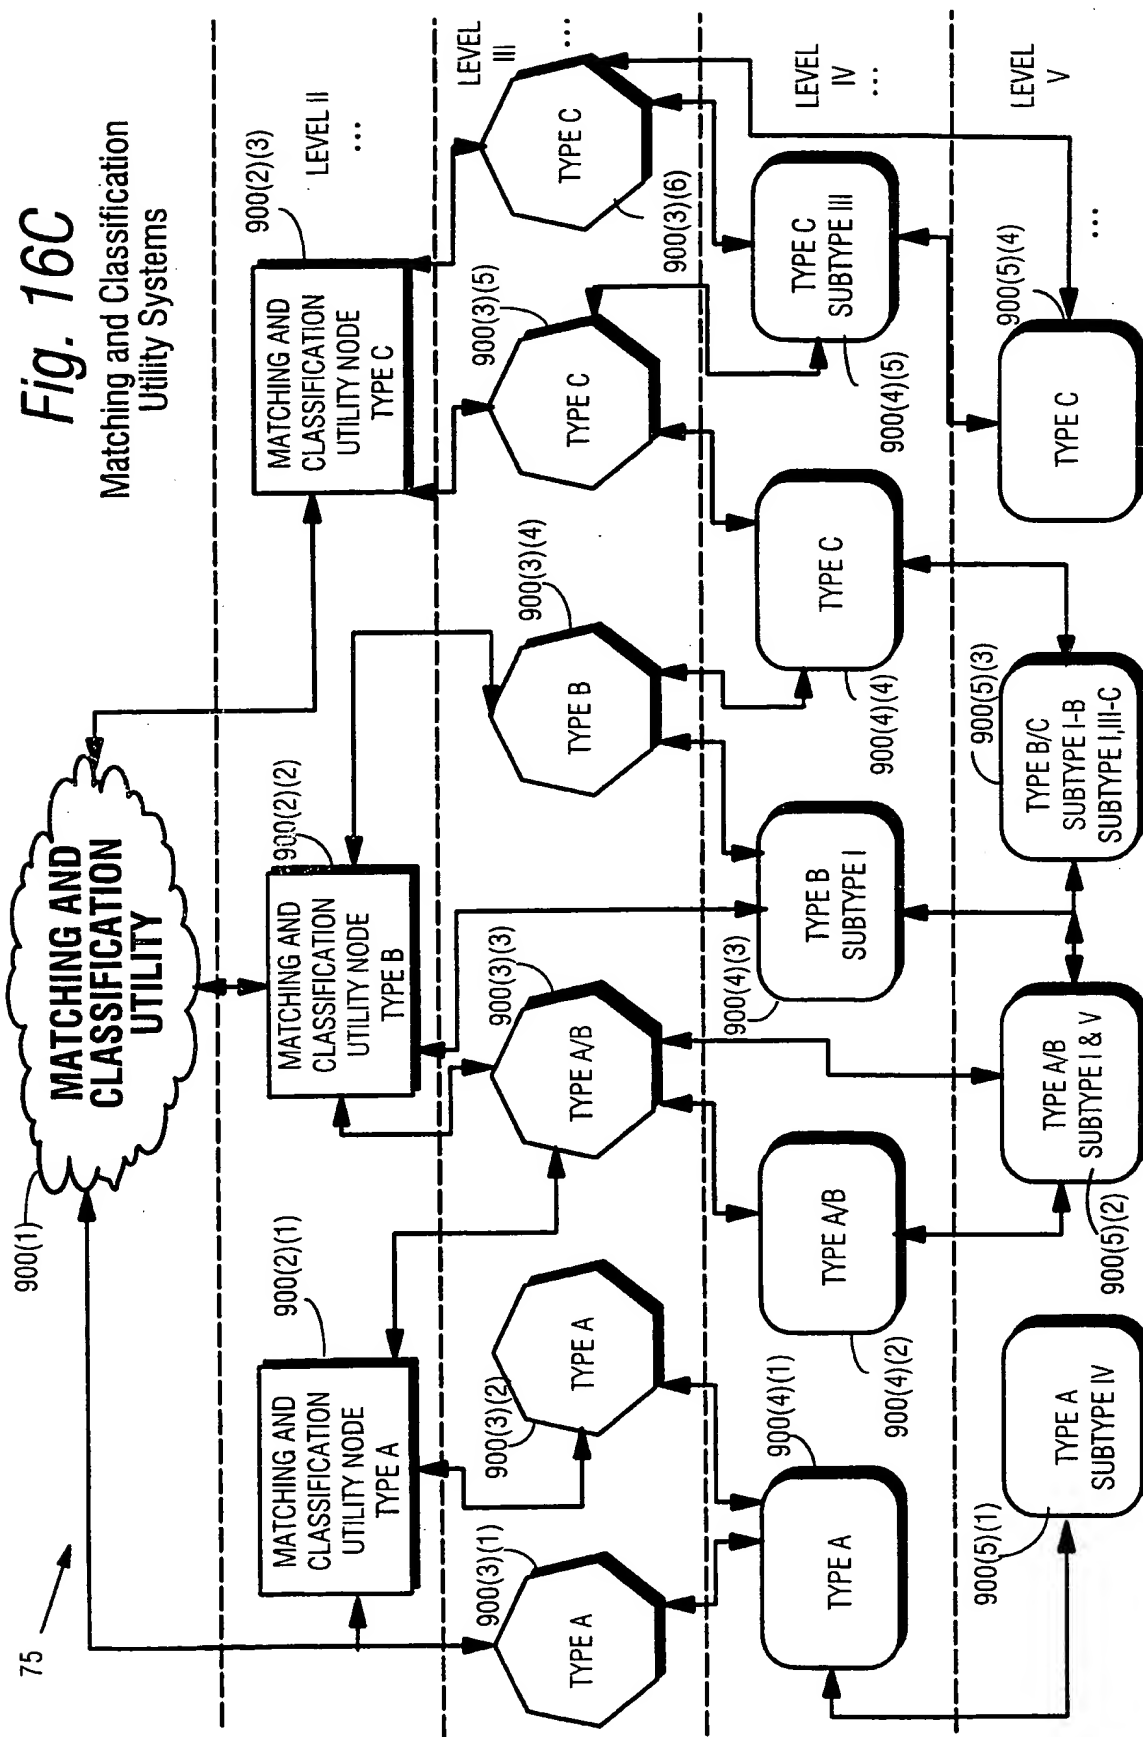 Fig. 16C
Matching and Classification
Utility Systems
75
900(1)
MATCHING AND
CLASSIFICATION
UTILITY
LEVEL II
...
900(2)(1)
MATCHING AND
CLASSIFICATION
UTILITY NODE
TYPE A
900(2)(2)
MATCHING AND
CLASSIFICATION
UTILITY NODE
TYPE B
900(2)(3)
MATCHING AND
CLASSIFICATION
UTILITY NODE
TYPE C
LEVEL
III
...
900(3)(1)
TYPE A
900(3)(2)
TYPE A
900(3)(3)
TYPE A/B
900(3)(4)
TYPE B
900(3)(5)
TYPE C
900(3)(6)
TYPE C
LEVEL
IV
...
900(4)(1)
TYPE A
900(4)(2)
TYPE A/B
900(4)(3)
TYPE B
SUBTYPE I
900(4)(4)
TYPE C
900(4)(5)
TYPE C
SUBTYPE III
LEVEL
V
...
900(5)(1)
TYPE A
SUBTYPE IV
900(5)(2)
TYPE A/B
SUBTYPE I & V
900(5)(3)
TYPE B/C
SUBTYPE I-B
SUBTYPE I,III-C
900(5)(4)
TYPE C